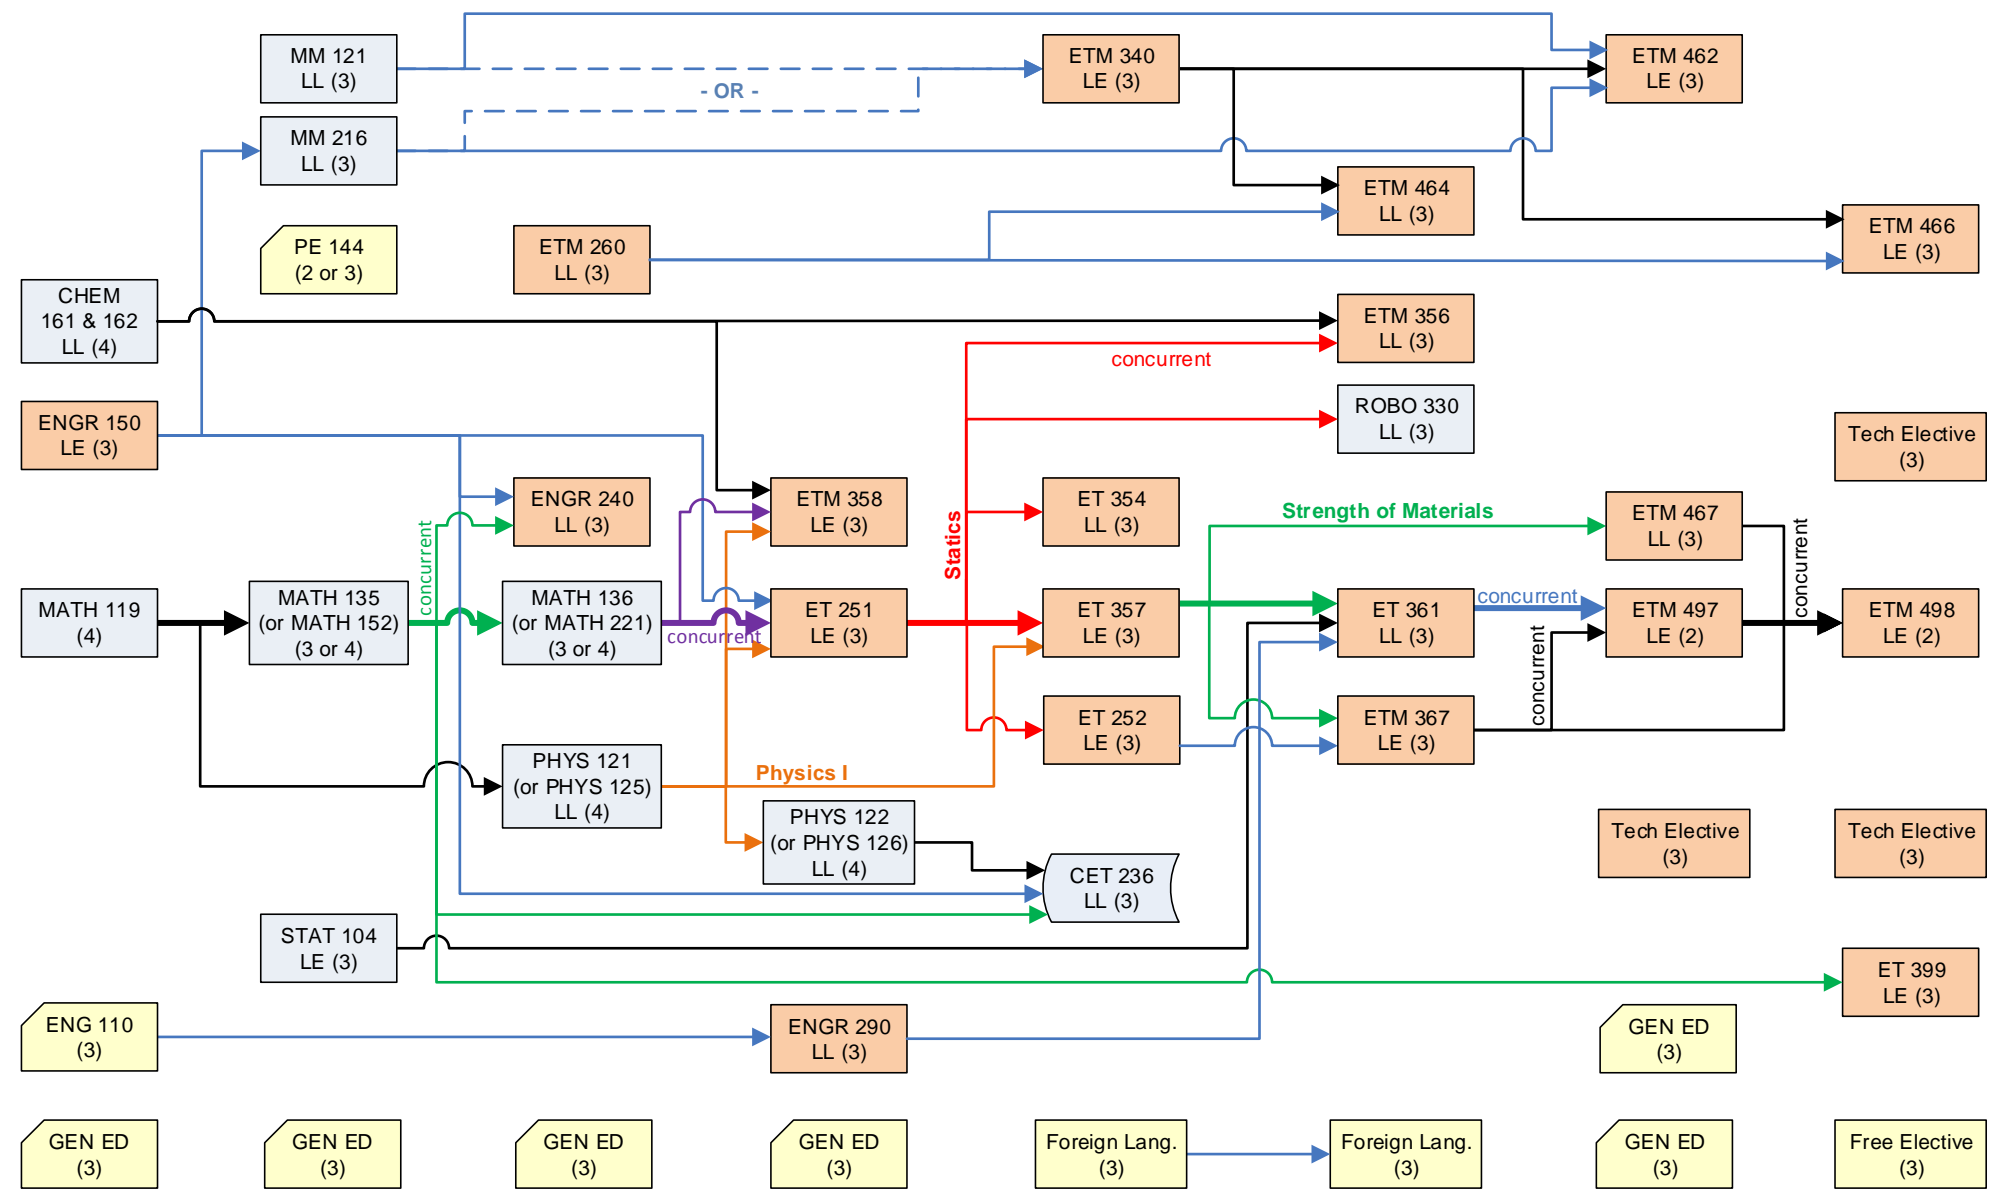 MM 121
LL (3)
ETM 340
LE (3)
ETM 462
LE (3)
- OR -
MM 216
LL (3)
ETM 464
LL (3)
PE 144
(2 or 3)
ETM 260
LL (3)
ETM 466
LE (3)
CHEM
161 & 162
LL (4)
ETM 356
LL (3)
concurrent
ENGR 150
LE (3)
ROBO 330
LL (3)
Tech Elective
(3)
ENGR 240
LL (3)
ETM 358
LE (3)
ET 354
LL (3)
Strength of Materials
ETM 467
LL (3)
concurrent
concurrent
Statics
MATH 119
(4)
MATH 135
(or MATH 152)
(3 or 4)
MATH 136
(or MATH 221)
(3 or 4)
concurrent
ET 251
LE (3)
ET 357
LE (3)
ET 361
LL (3)
concurrent
ETM 497
LE (2)
ETM 498
LE (2)
concurrent
ET 252
LE (3)
ETM 367
LE (3)
PHYS 121
(or PHYS 125)
LL (4)
Physics I
PHYS 122
(or PHYS 126)
LL (4)
Tech Elective
(3)
Tech Elective
(3)
CET 236
LL (3)
STAT 104
LE (3)
ET 399
LE (3)
ENG 110
(3)
ENGR 290
LL (3)
GEN ED
(3)
GEN ED
(3)
GEN ED
(3)
GEN ED
(3)
GEN ED
(3)
Foreign Lang.
(3)
Foreign Lang.
(3)
GEN ED
(3)
Free Elective
(3)